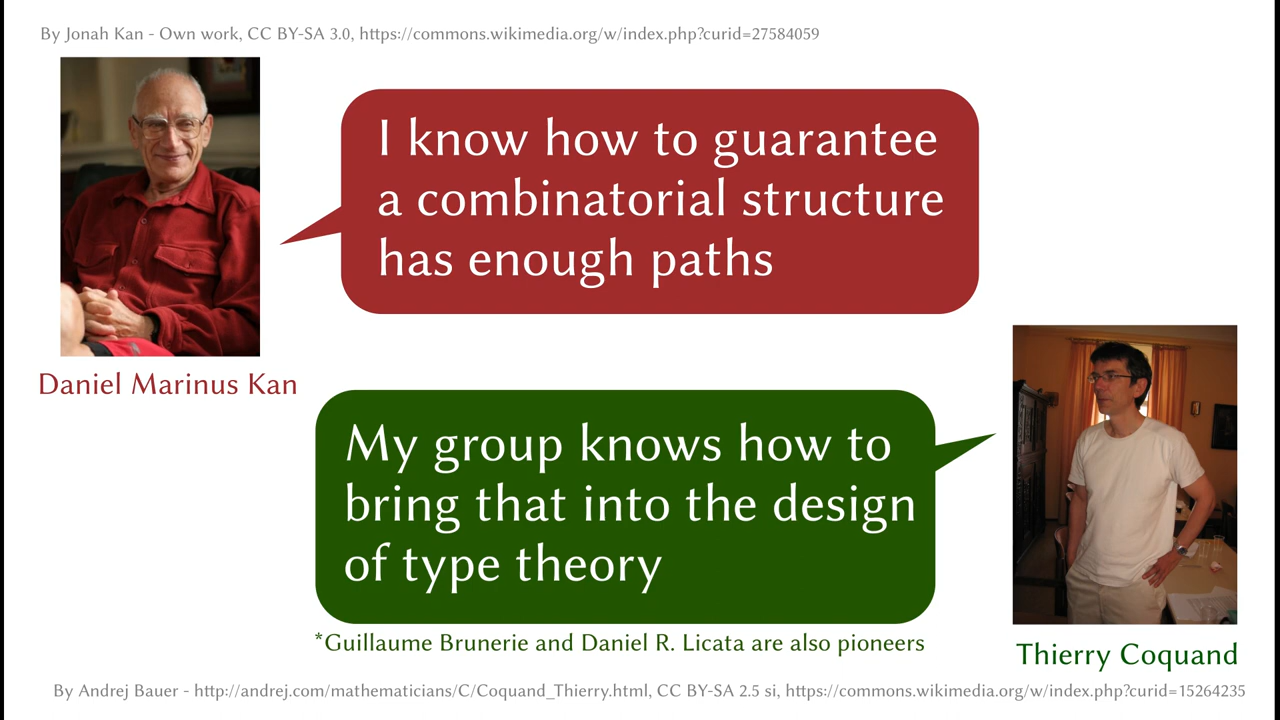 By Jonah Kan - Own work, CC BY-SA 3.0, https://commons.wikimedia.org/w/index.php?curid=27584059
I know how to guarantee
a combinatorial structure
has enough paths
Daniel Marinus Kan
My group knows how to
bring that into the design
of type theory
*Guillaume Brunerie and Daniel R. Licata are also pioneers
Thierry Coquand
By Andrej Bauer - http://andrej.com/mathematicians/C/Coquand_Thierry.html, CC BY-SA 2.5 si, https://commons.wikimedia.org/w/index.php?curid=15264235